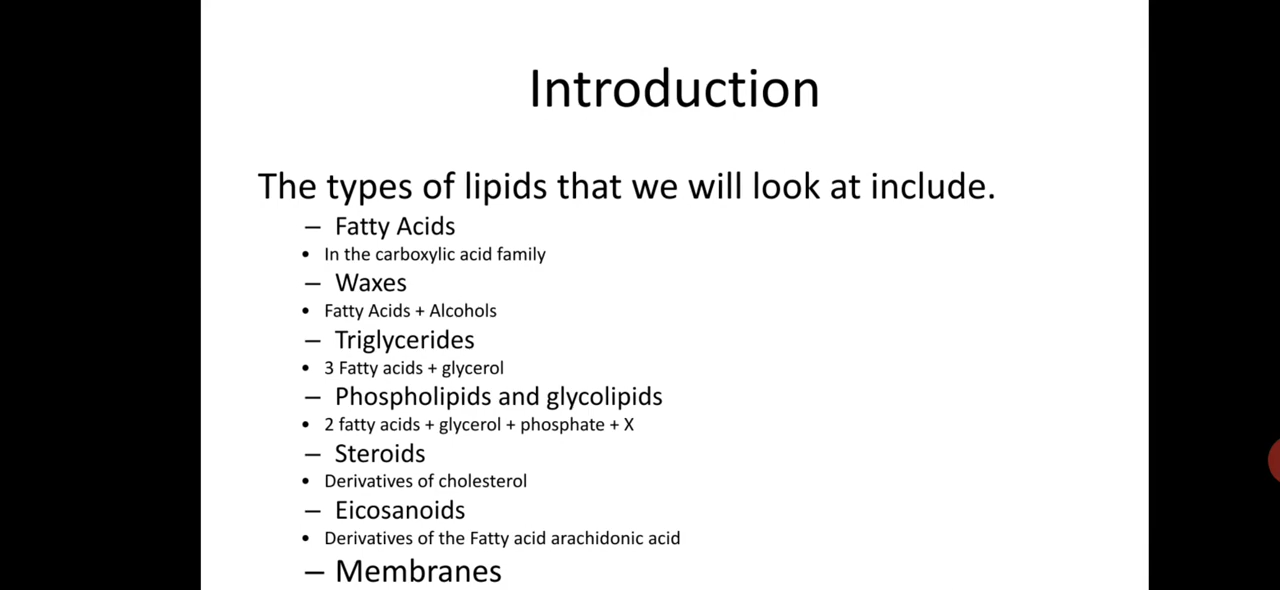 Introduction
The types of lipids that we will look at include.
– Fatty Acids
• In the carboxylic acid family
– Waxes
• Fatty Acids + Alcohols
– Triglycerides
• 3 Fatty acids + glycerol
– Phospholipids and glycolipids
• 2 fatty acids + glycerol + phosphate + X
– Steroids
• Derivatives of cholesterol
– Eicosanoids
• Derivatives of the Fatty acid arachidonic acid
– Membranes